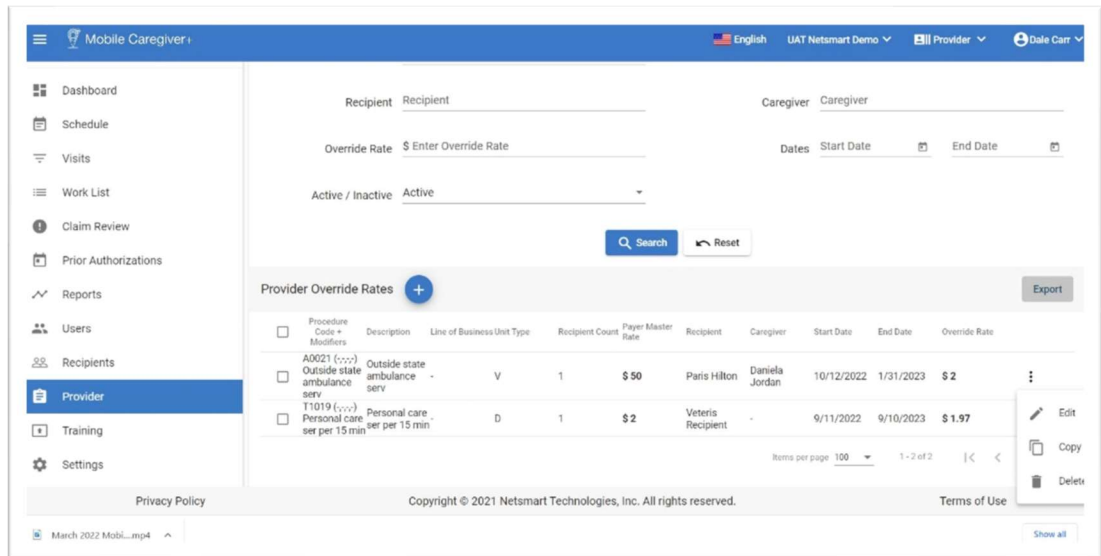 Mobile Caregiver+
English UAT Netsmart Demo Provider Dale Carr
Dashboard
Schedule
Visits
Work List
Claim Review
Prior Authorizations
Reports
Users
Recipients
Provider
Training
Settings
Recipient Recipient Caregiver Caregiver
Override Rate $ Enter Override Rate Dates Start Date End Date
Active / Inactive Active
Search Reset
Provider Override Rates + Export
Procedure Code + Modifiers Description Line of Business Unit Type Recipient Count Payer Master Rate Recipient Caregiver Start Date End Date Override Rate
A0021 (-,-,-,-) Outside state ambulance serv Outside state ambulance serv - V 1 $ 50 Paris Hilton Daniela Jordan 10/12/2022 1/31/2023 $ 2
T1019 (-,-,-,-) Personal care ser per 15 min Personal care ser per 15 min - D 1 $ 2 Veteris Recipient - 9/11/2022 9/10/2023 $ 1.97
Edit
Copy
Delete
Items per page 100 1 - 2 of 2
Privacy Policy Copyright © 2021 Netsmart Technologies, Inc. All rights reserved. Terms of Use
March 2022 Mobi....mp4 Show all